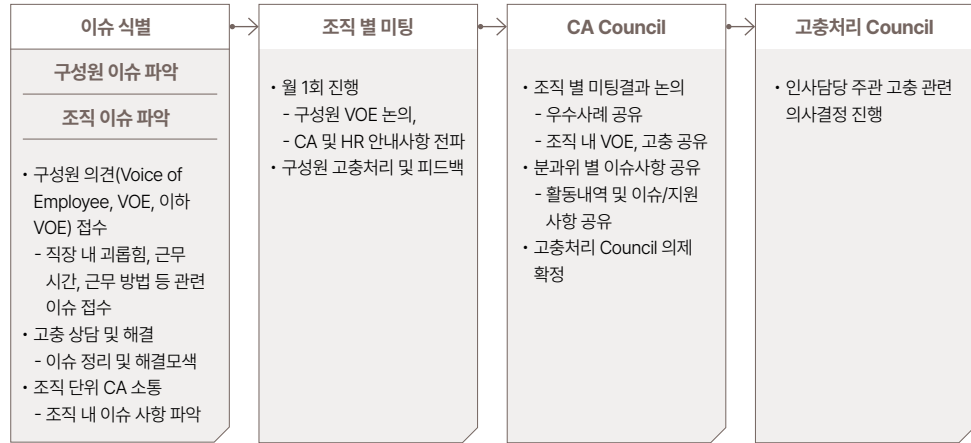 이슈 식별
구성원 이슈 파악
조직 이슈 파악
• 구성원 의견(Voice of
Employee, VOE, 이하
VOE) 접수
- 직장 내 괴롭힘, 근무
시간, 근무 방법 등 관련
이슈 접수
• 고충 상담 및 해결
- 이슈 정리 및 해결모색
• 조직 단위 CA 소통
- 조직 내 이슈 사항 파악
조직 별 미팅
• 월 1회 진행
- 구성원 VOE 논의,
- CA 및 HR 안내사항 전파
• 구성원 고충처리 및 피드백
CA Council
• 조직 별 미팅결과 논의
- 우수사례 공유
- 조직 내 VOE, 고충 공유
• 분과위 별 이슈사항 공유
- 활동내역 및 이슈/지원
사항 공유
• 고충처리 Council 의제
확정
고충처리 Council
• 인사담당 주관 고충 관련
의사결정 진행